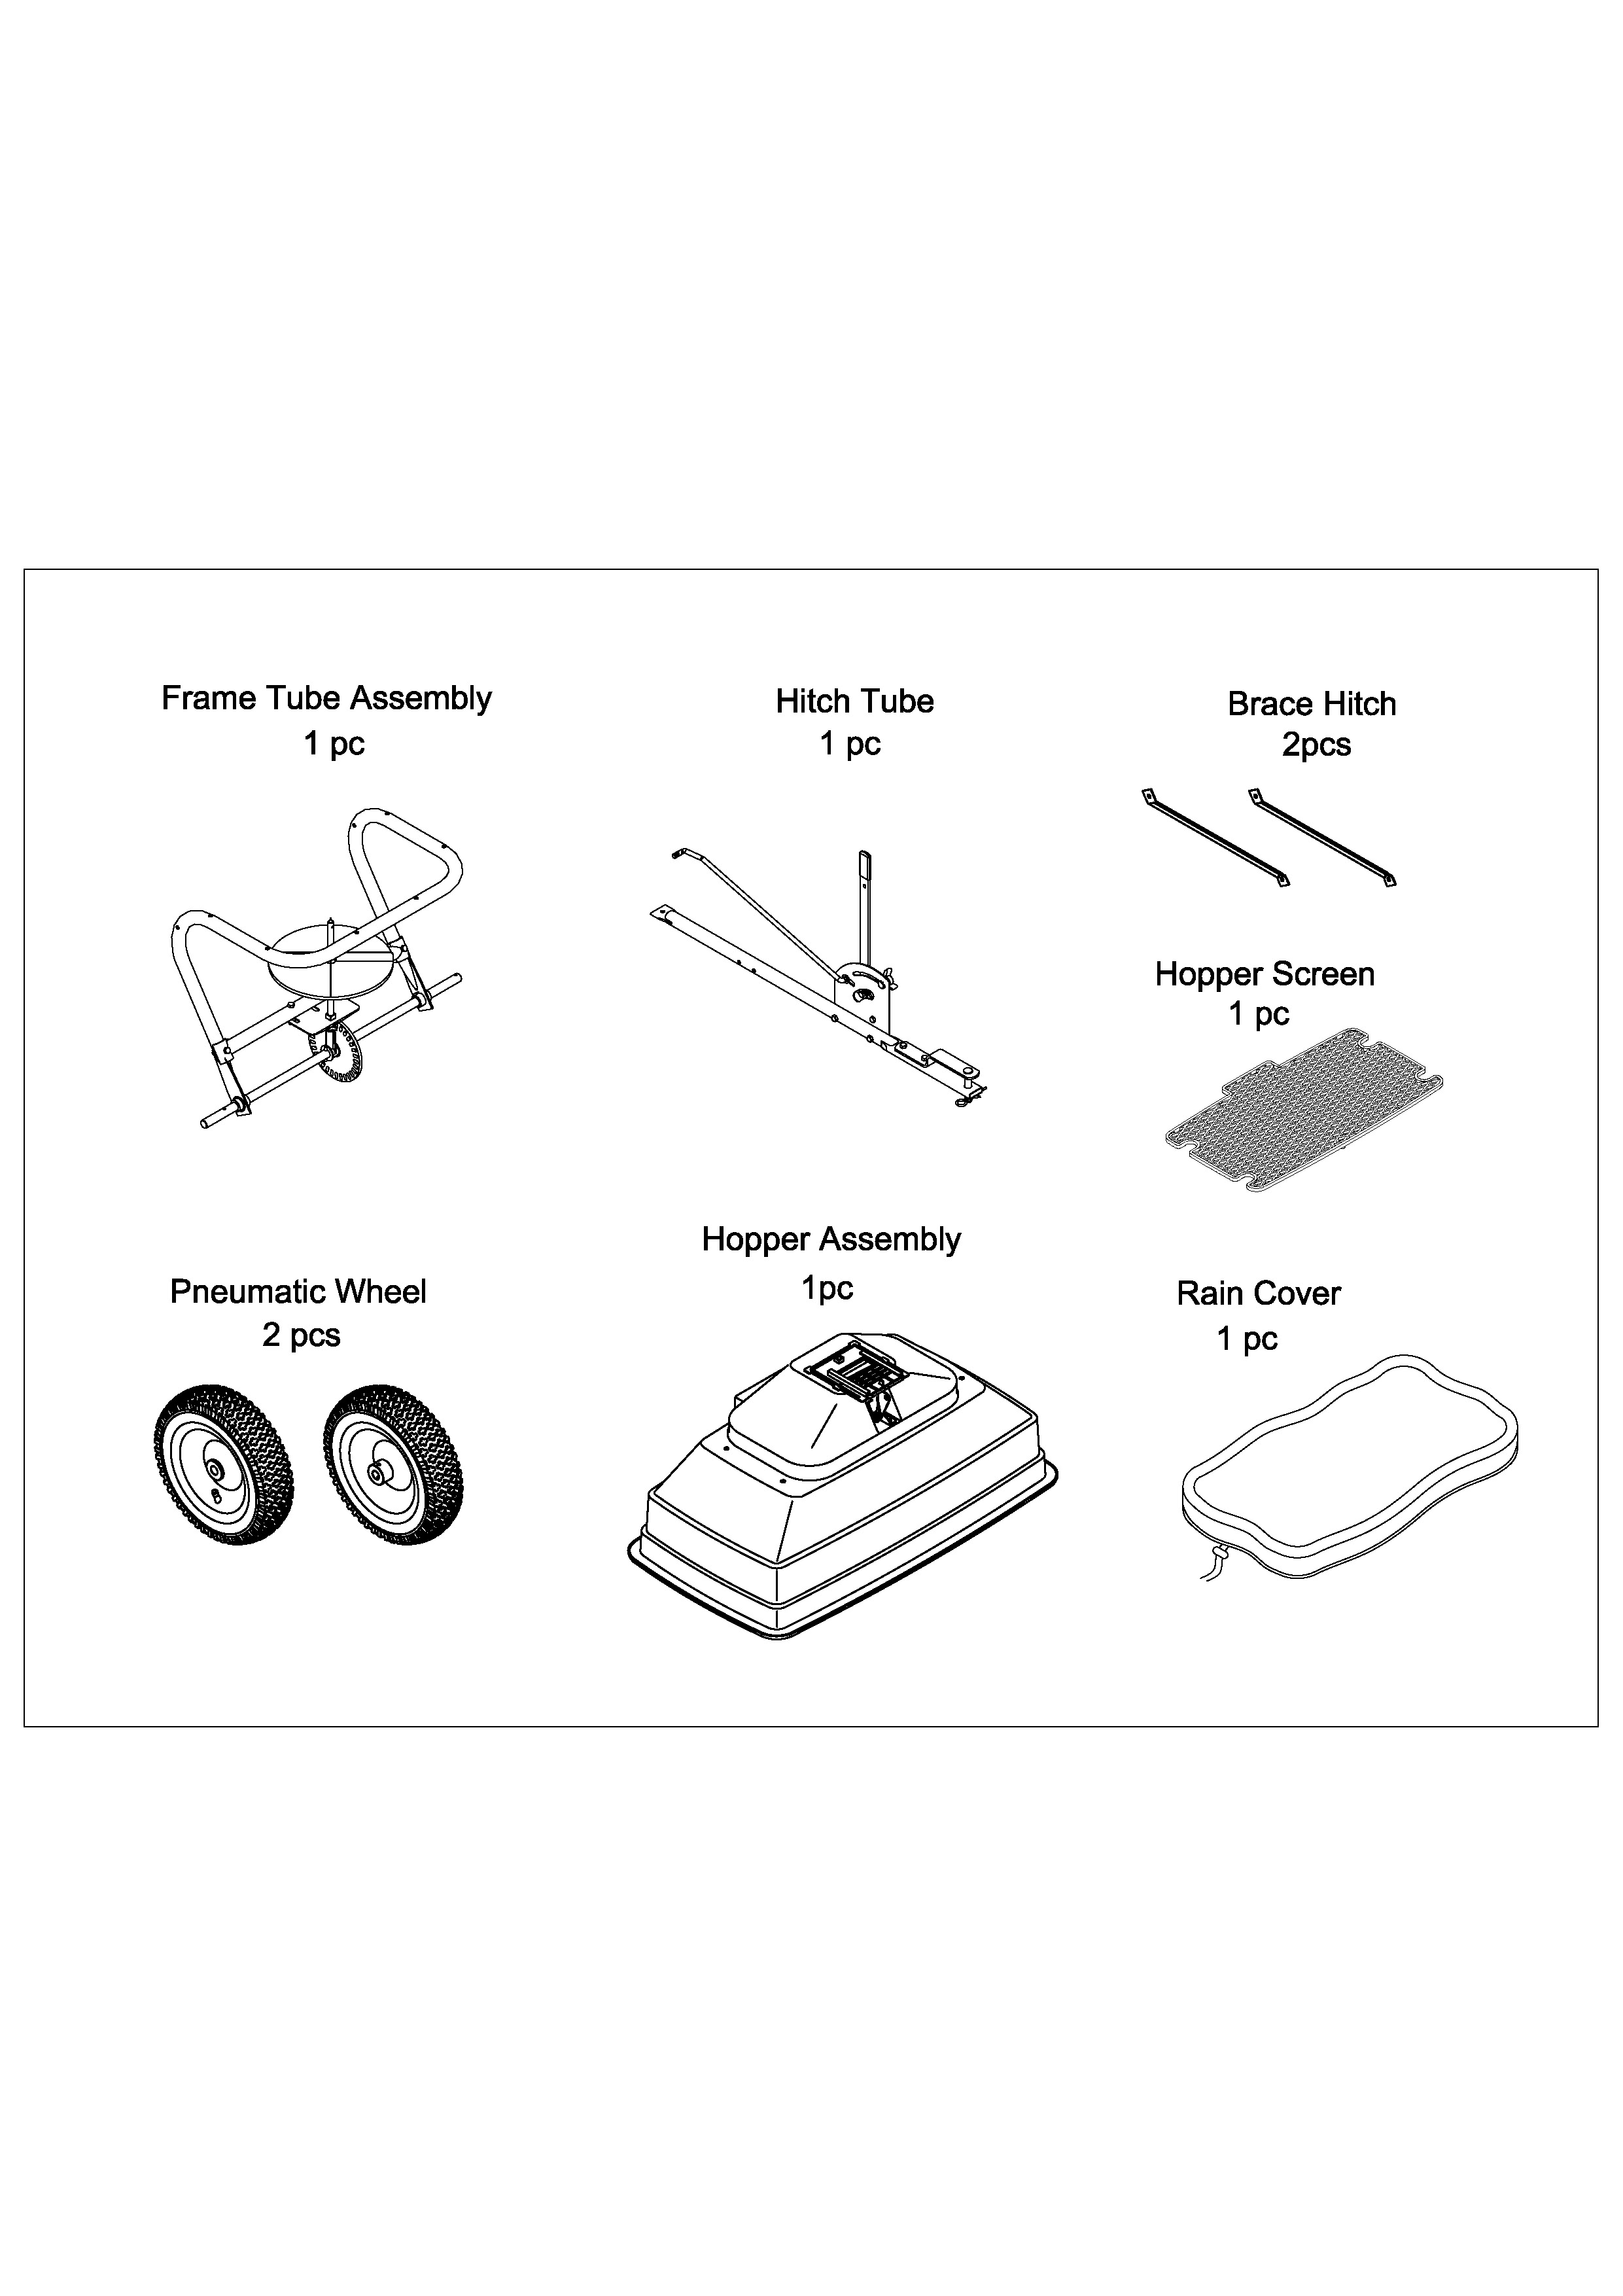 Frame Tube Assembly
1 pc
Hitch Tube
1 pc
Brace Hitch
2pcs
Hopper Screen
1 pc
Pneumatic Wheel
2 pcs
Hopper Assembly
1pc
Rain Cover
1 pc